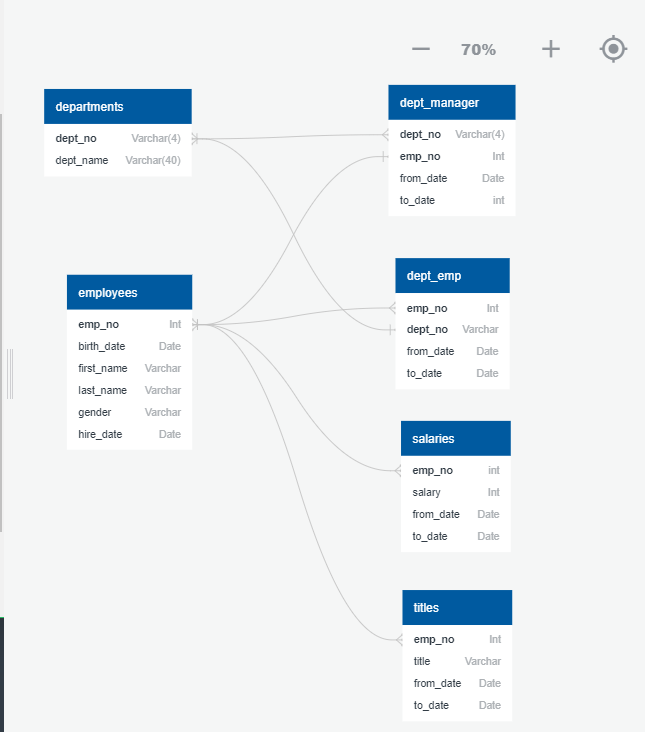 70%
departments
dept_no Varchar(4)
dept_name Varchar(40)
dept_manager
dept_no Varchar(4)
emp_no Int
from_date Date
to_date int
employees
emp_no Int
birth_date Date
first_name Varchar
last_name Varchar
gender Varchar
hire_date Date
dept_emp
emp_no Int
dept_no Varchar
from_date Date
to_date Date
salaries
emp_no int
salary Int
from_date Date
to_date Date
titles
emp_no Int
title Varchar
from_date Date
to_date Date